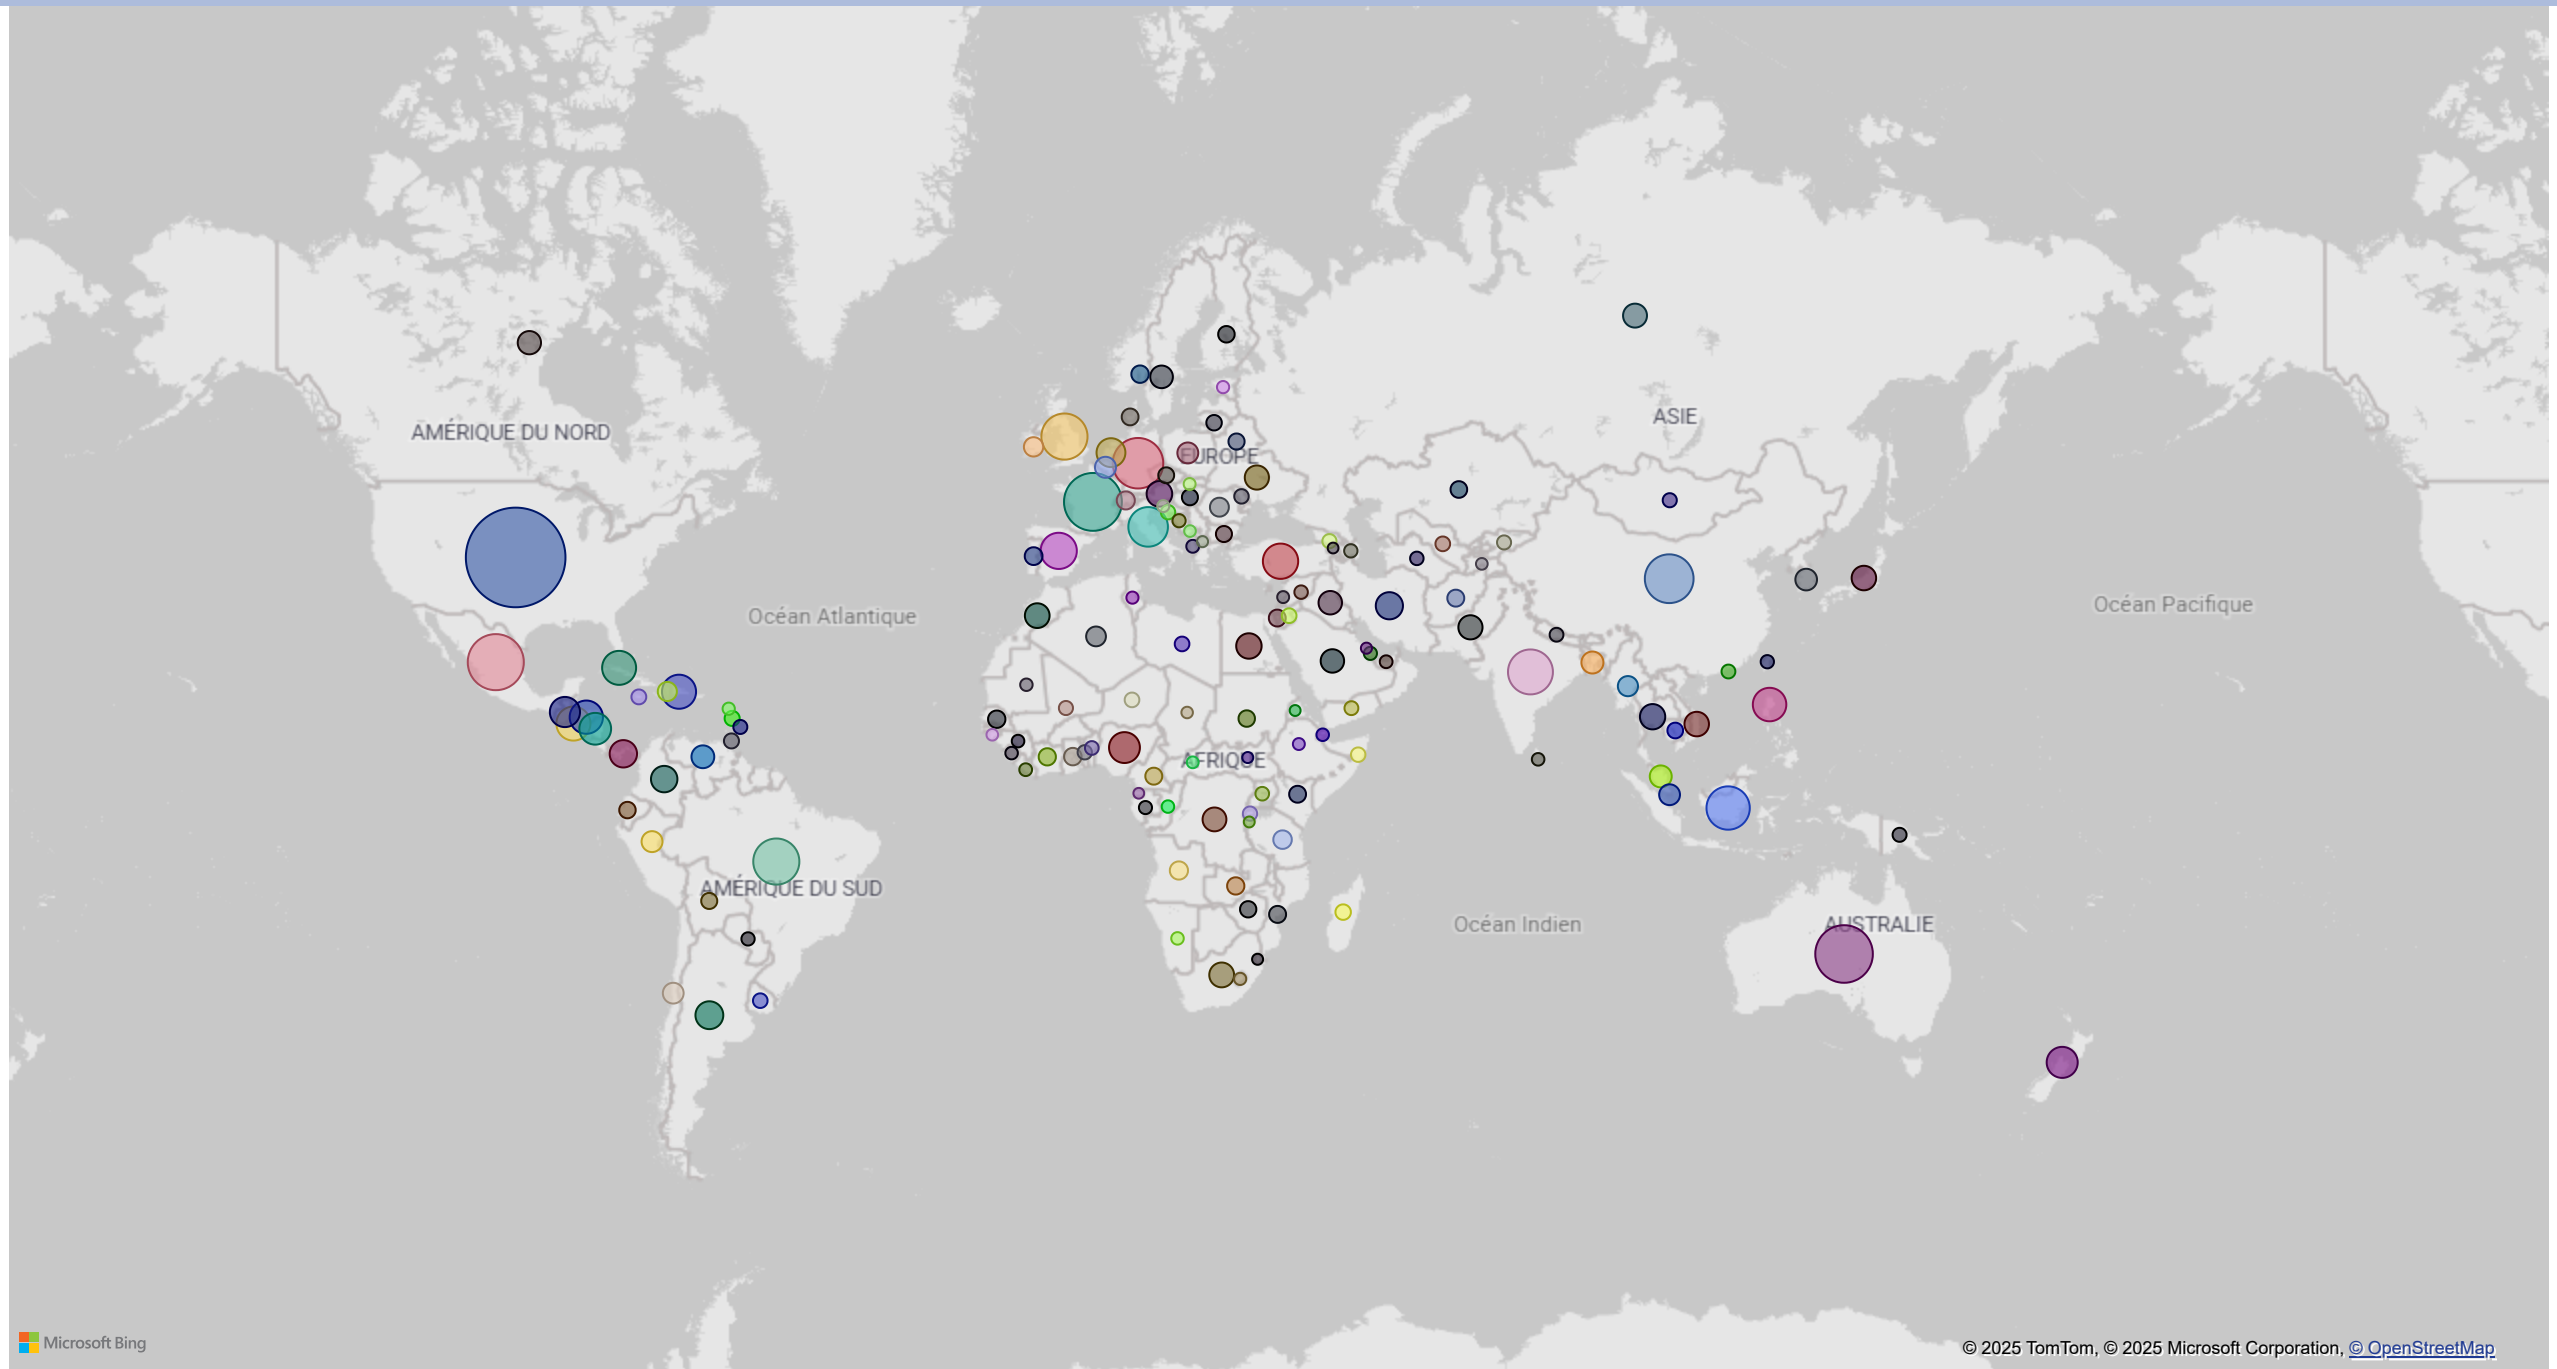 ASIE
AMÉRIQUE DU NORD
EUROPE
Océan Atlantique
Océan Pacifique
AFRIQUE
AMÉRIQUE DU SUD
Océan Indien
AUSTRALIE
Microsoft Bing
© 2025 TomTom, © 2025 Microsoft Corporation, © OpenStreetMap